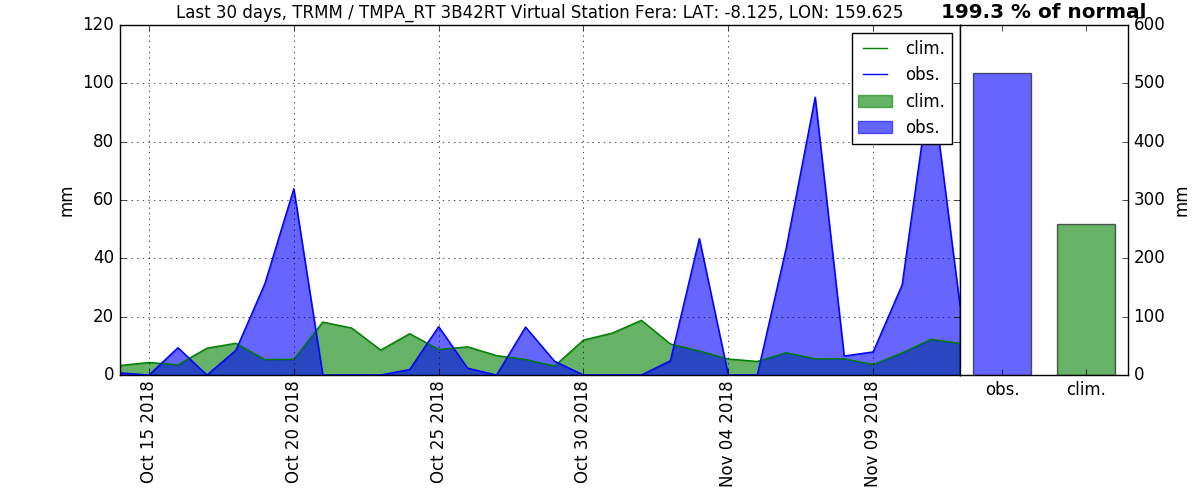 Last 30 days, TRMM / TMPA_RT 3B42RT Virtual Station Fera: LAT: -8.125, LON: 159.625
199.3 % of normal
120
100
80
60
40
20
0
mm
clim.
obs.
clim.
obs.
Oct 15 2018
Oct 20 2018
Oct 25 2018
Oct 30 2018
Nov 04 2018
Nov 09 2018
600
500
400
300
200
100
0
mm
obs.
clim.